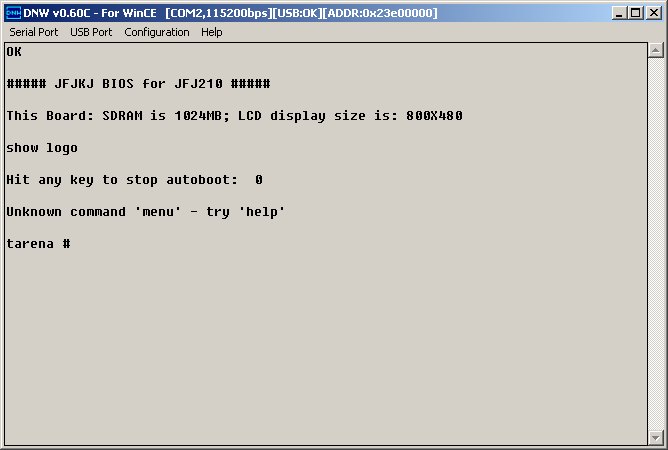 DNW v0.60C - For WinCE [COM2,115200bps][USB:OK][ADDR:0x23e00000]
Serial Port USB Port Configuration Help
OK
##### JFJKJ BIOS for JFJ210 #####
This Board: SDRAM is 1024MB; LCD display size is: 800X480
show logo
Hit any key to stop autoboot: 0
Unknown command 'menu' - try 'help'
tarena #